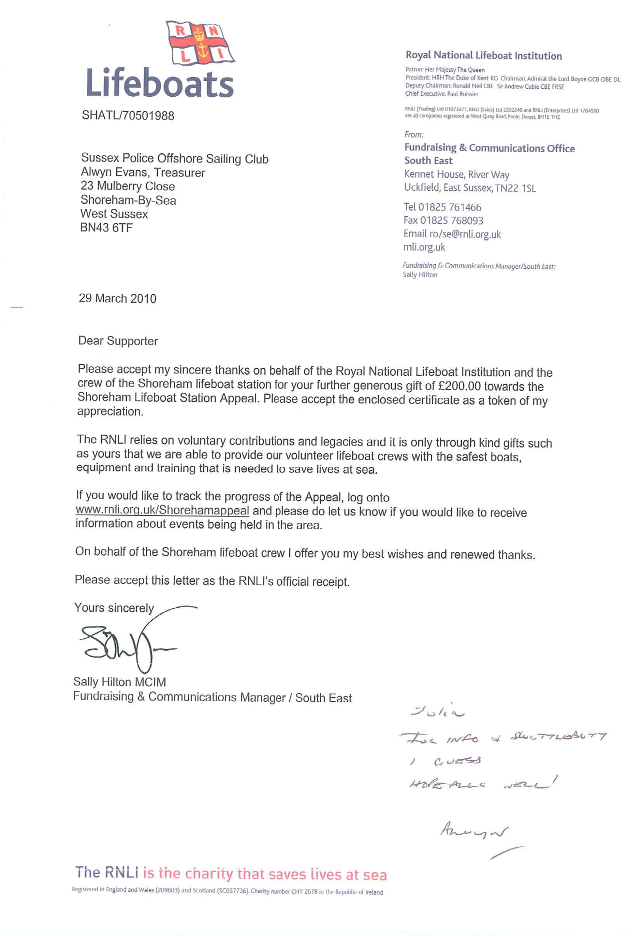 RNLI
Lifeboats
SHATL/70501988
Sussex Police Offshore Sailing Club
Alwyn Evans, Treasurer
23 Mulberry Close
Shoreham-By-Sea
West Sussex
BN43 6TF
Royal National Lifeboat Institution
Patron: Her Majesty The Queen
President: HRH The Duke of Kent KG Chairman: Admiral the Lord Boyce GCB OBE DL
Deputy Chairmen: Ronald Neil CBE Sir Andrew Cubie CBE FRSE
Chief Executive: Paul Boissier
RNLI (Trading) Ltd 01073377, RNLI (Sales) Ltd 2202240 and RNLI (Enterprises) Ltd 1784500
are all companies registered at West Quay Road, Poole, Dorset, BH15 1HZ
From:
Fundraising & Communications Office
South East
Kennet House, River Way
Uckfield, East Sussex, TN22 1SL
Tel 01825 761466
Fax 01825 768093
Email ro/se@rnli.org.uk
rnli.org.uk
Fundraising & Communications Manager/South East:
Sally Hilton
29 March 2010
Dear Supporter
Please accept my sincere thanks on behalf of the Royal National Lifeboat Institution and the
crew of the Shoreham lifeboat station for your further generous gift of £200.00 towards the
Shoreham Lifeboat Station Appeal. Please accept the enclosed certificate as a token of my
appreciation.
The RNLI relies on voluntary contributions and legacies and it is only through kind gifts such
as yours that we are able to provide our volunteer lifeboat crews with the safest boats,
equipment and training that is needed to save lives at sea.
If you would like to track the progress of the Appeal, log onto
www.rnli.org.uk/Shorehamappeal and please do let us know if you would like to receive
information about events being held in the area.
On behalf of the Shoreham lifeboat crew I offer you my best wishes and renewed thanks.
Please accept this letter as the RNLI's official receipt.
Yours sincerely
Sally Hilton MCIM
Fundraising & Communications Manager / South East
Julia
For info & scuttlebutt
I guess
Hope all well!
Alwyn
The RNLI is the charity that saves lives at sea
Registered in England and Wales (209603) and Scotland (SC037736). Charity number CHY 2678 in the Republic of Ireland